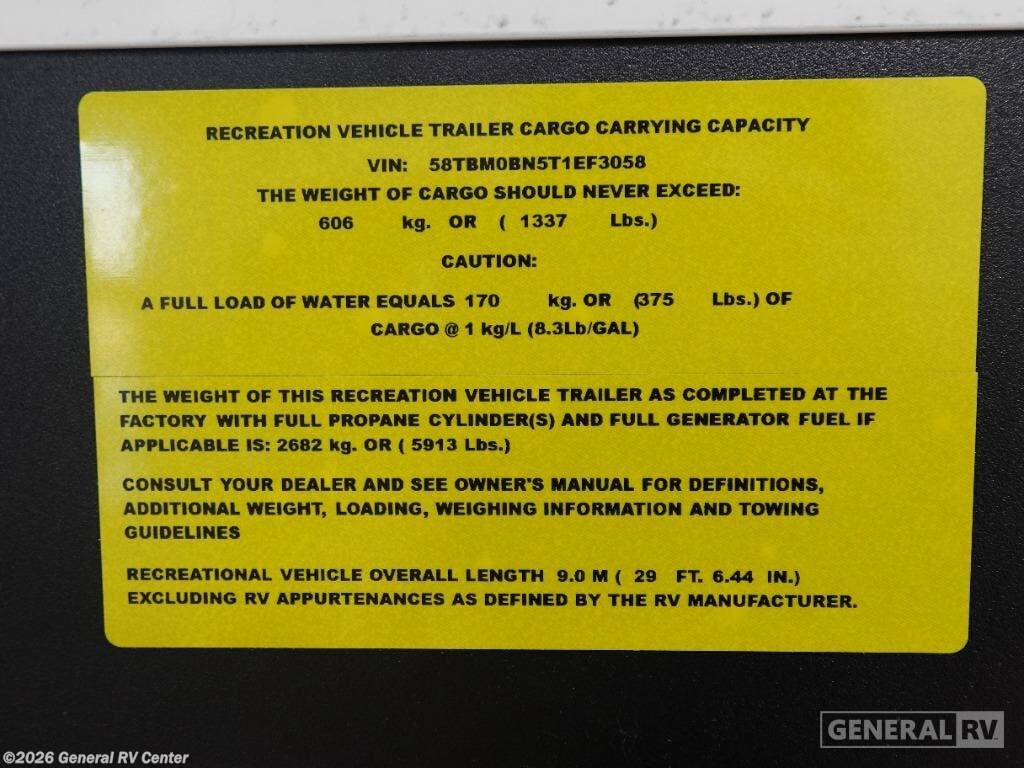 RECREATION VEHICLE TRAILER CARGO CARRYING CAPACITY
VIN: 58TBM0BN5T1EF3058
THE WEIGHT OF CARGO SHOULD NEVER EXCEED:
606 kg. OR ( 1337 Lbs.)
CAUTION:
A FULL LOAD OF WATER EQUALS 170 kg. OR (375 Lbs.) OF
CARGO @ 1 kg/L (8.3Lb/GAL)
THE WEIGHT OF THIS RECREATION VEHICLE TRAILER AS COMPLETED AT THE
FACTORY WITH FULL PROPANE CYLINDER(S) AND FULL GENERATOR FUEL IF
APPLICABLE IS: 2682 kg. OR ( 5913 Lbs.)
CONSULT YOUR DEALER AND SEE OWNER'S MANUAL FOR DEFINITIONS,
ADDITIONAL WEIGHT, LOADING, WEIGHING INFORMATION AND TOWING
GUIDELINES
RECREATIONAL VEHICLE OVERALL LENGTH 9.0 M ( 29 FT. 6.44 IN.)
EXCLUDING RV APPURTENANCES AS DEFINED BY THE RV MANUFACTURER.
GENERAL RV
©2026 General RV Center